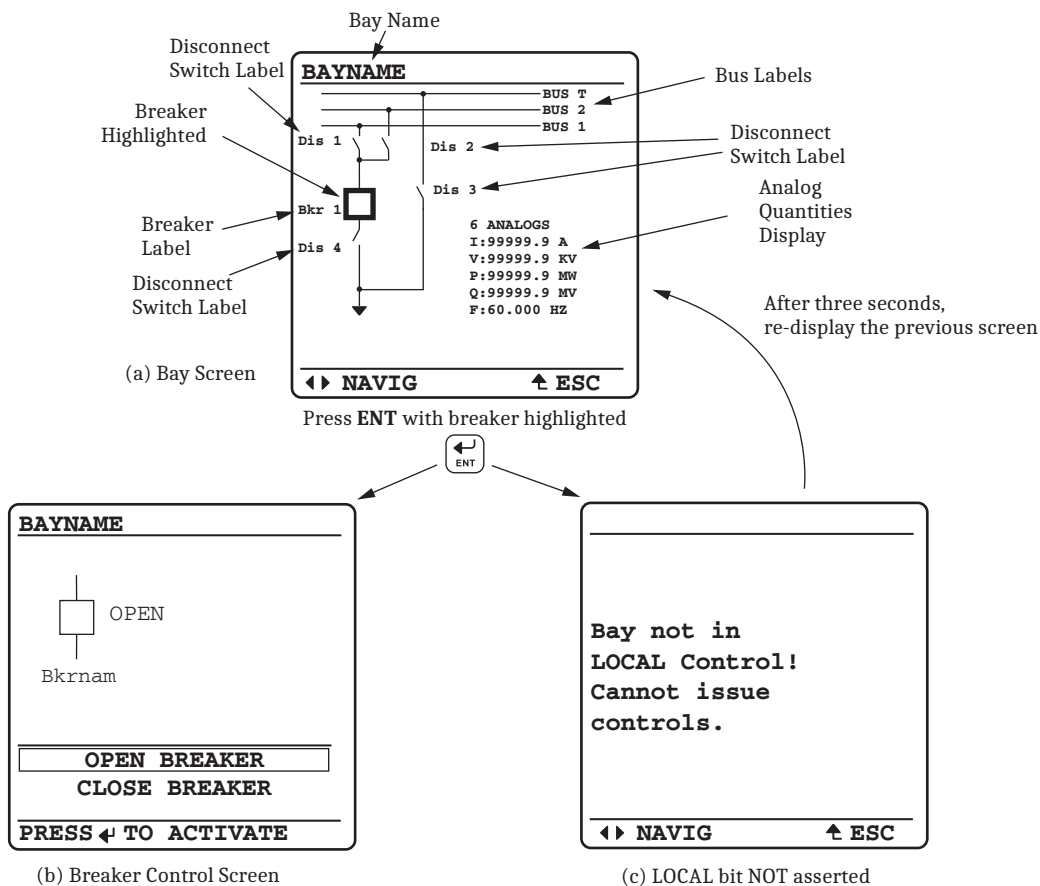 Bay Name
Disconnect
Switch Label
Breaker
Highlighted
Breaker
Label
Disconnect
Switch Label
BAYNAME
BUS T
BUS 2
BUS 1
Dis 1
Dis 2
Dis 3
Bkr 1
Dis 4
6 ANALOGS
I:99999.9 A
V:99999.9 KV
P:99999.9 MW
Q:99999.9 MV
F:60.000 HZ
NAVIG ESC
Bus Labels
Disconnect
Switch Label
Analog
Quantities
Display
After three seconds,
re-display the previous screen
(a) Bay Screen
Press ENT with breaker highlighted
ENT
BAYNAME
OPEN
Bkrnam
OPEN BREAKER
CLOSE BREAKER
PRESS TO ACTIVATE
(b) Breaker Control Screen
Bay not in
LOCAL Control!
Cannot issue
controls.
NAVIG ESC
(c) LOCAL bit NOT asserted